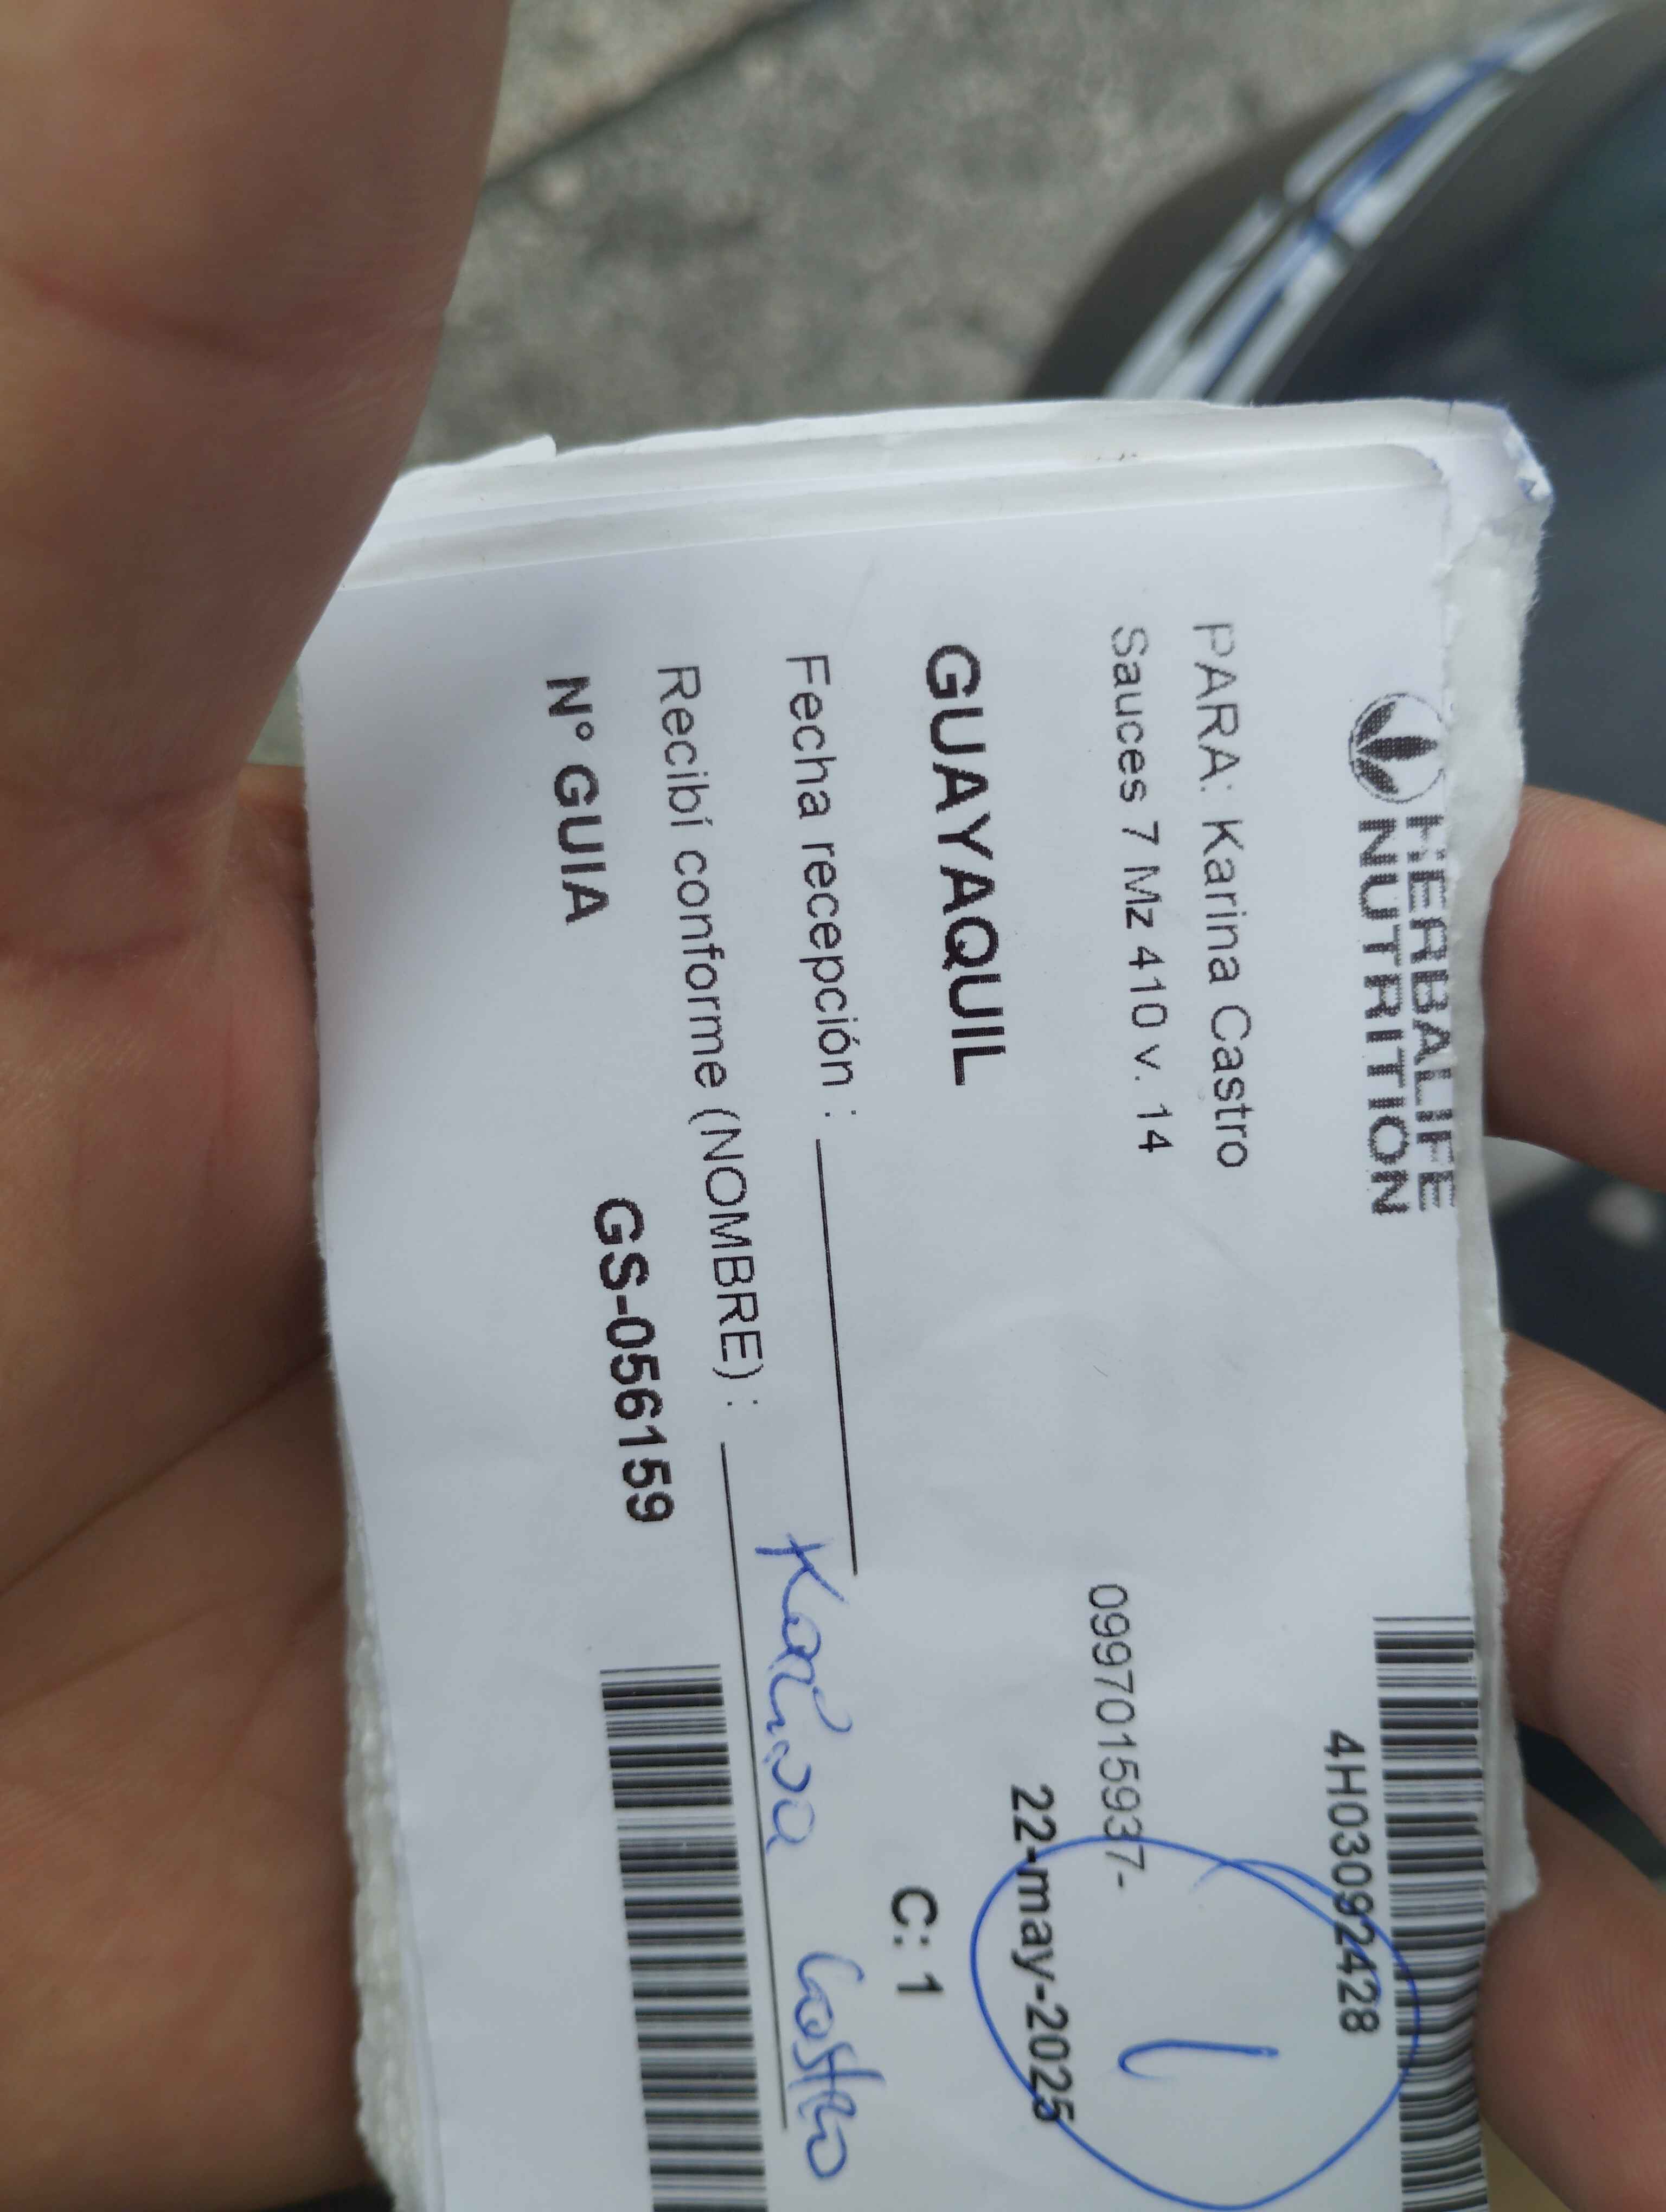 HERBALIFE
NUTRITION
4H03092428
PARA: Karina Castro
Sauces 7 Mz 410 v. 14
0997015937-
1
22-may-2025
GUAYAQUIL
C: 1
Fecha recepción :
Recibí conforme (NOMBRE) : Karina Castro
N° GUIA GS-056159